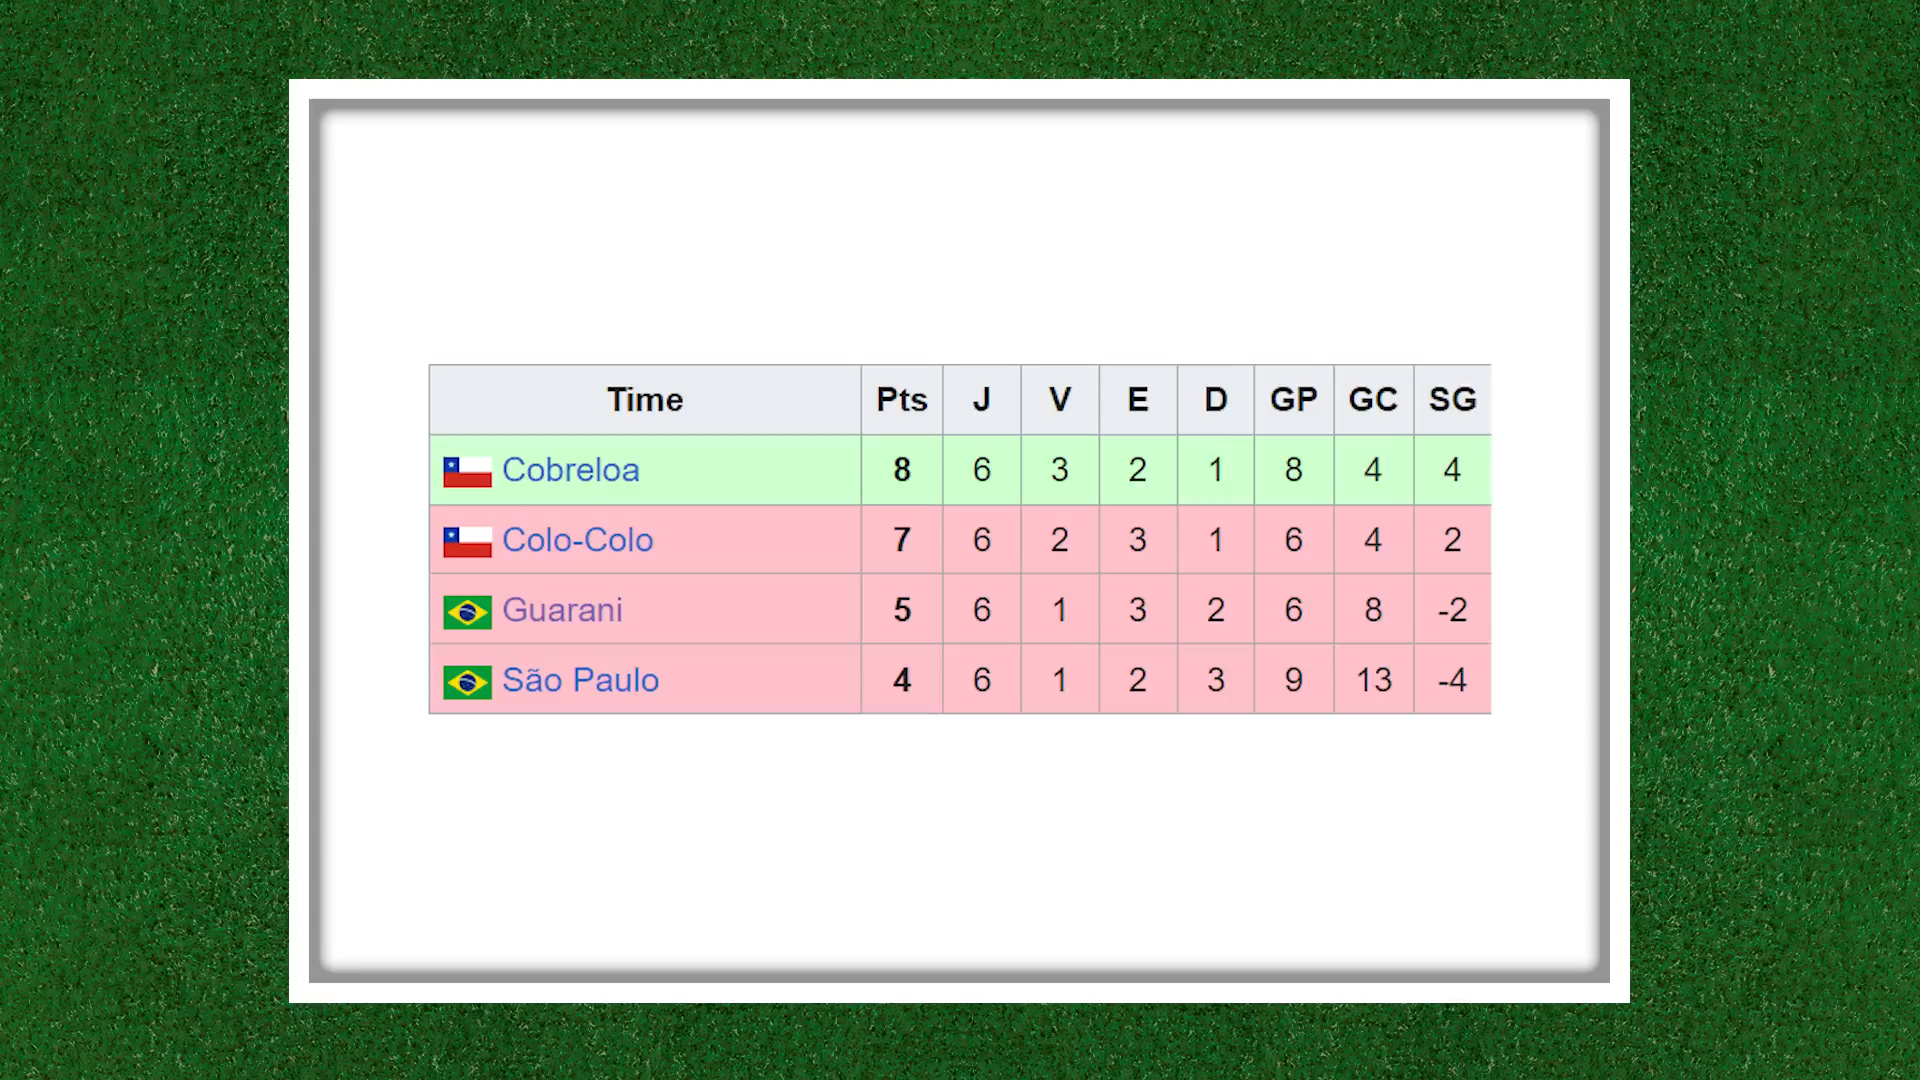 Time Pts J V E D GP GC SG
Cobreloa 8 6 3 2 1 8 4 4
Colo-Colo 7 6 2 3 1 6 4 2
Guarani 5 6 1 3 2 6 8 -2
São Paulo 4 6 1 2 3 9 13 -4